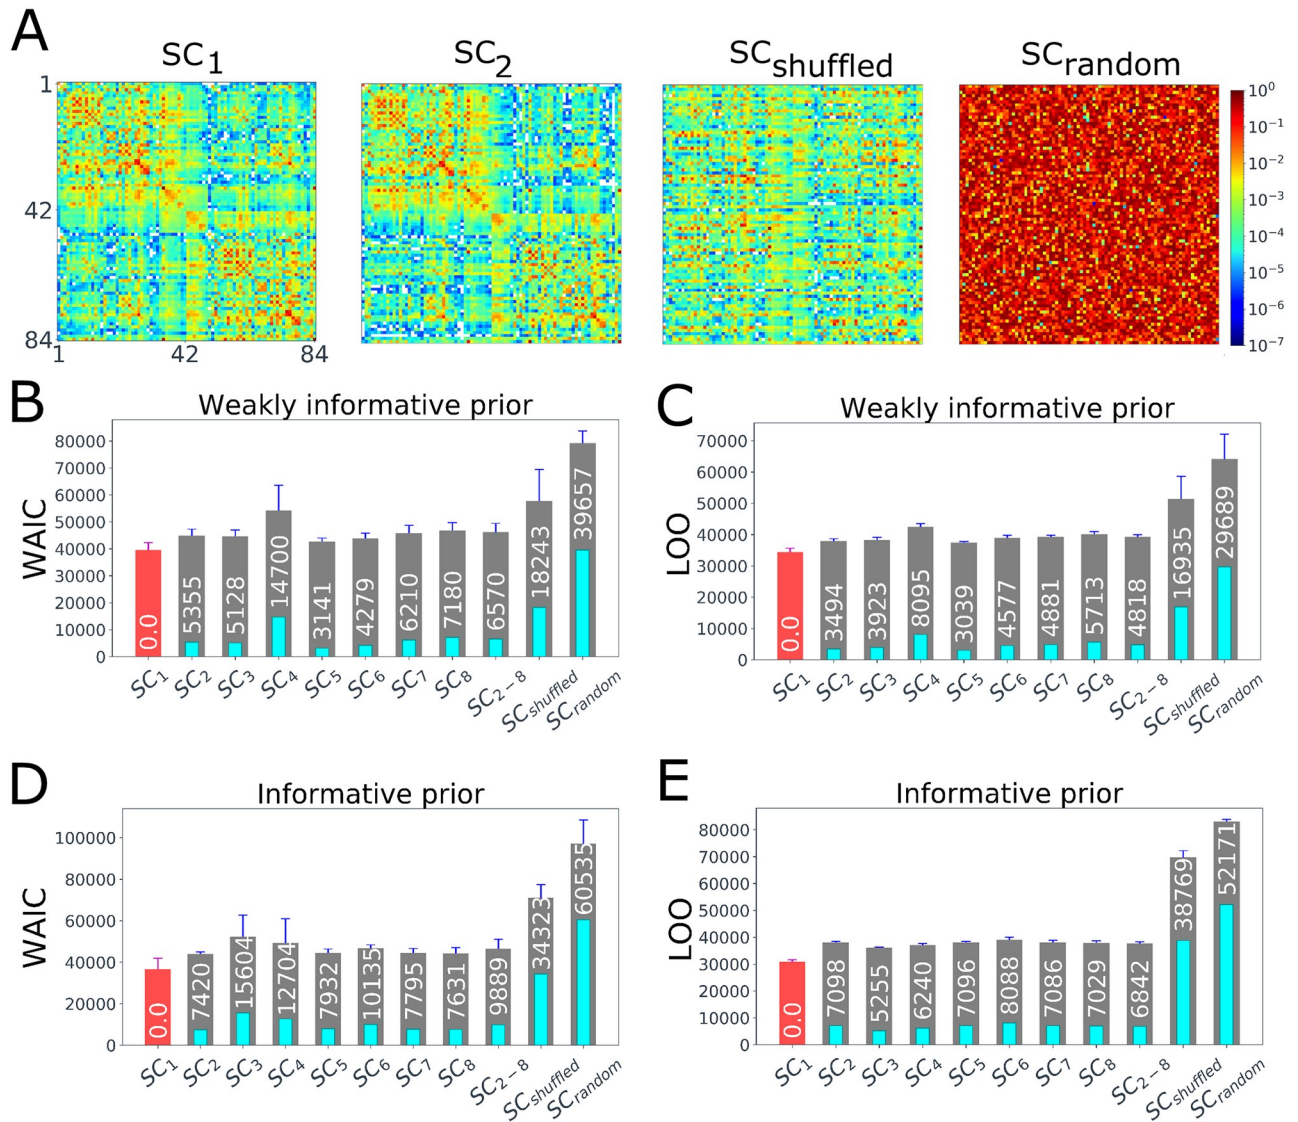 A
SC1 SC2 SCshuffled SCrandom
1
42
84
1 42 84
10^0
10^-1
10^-2
10^-3
10^-4
10^-5
10^-6
10^-7
B
Weakly informative prior
WAIC
80000
70000
60000
50000
40000
30000
20000
10000
0
0.0 5355 5128 14700 3141 4279 6210 7180 6570 18243 39657
SC1 SC2 SC3 SC4 SC5 SC6 SC7 SC8 SC2−8 SCshuffled SCrandom
C
Weakly informative prior
LOO
70000
60000
50000
40000
30000
20000
10000
0
0.0 3494 3923 8095 3039 4577 4881 5713 4818 16935 29689
SC1 SC2 SC3 SC4 SC5 SC6 SC7 SC8 SC2−8 SCshuffled SCrandom
D
Informative prior
WAIC
100000
80000
60000
40000
20000
0
0.0 7420 15604 12704 7932 10135 7795 7631 9889 34323 60535
SC1 SC2 SC3 SC4 SC5 SC6 SC7 SC8 SC2−8 SCshuffled SCrandom
E
Informative prior
LOO
80000
70000
60000
50000
40000
30000
20000
10000
0
0.0 7098 5255 6240 7096 8088 7086 7029 6842 38769 52171
SC1 SC2 SC3 SC4 SC5 SC6 SC7 SC8 SC2−8 SCshuffled SCrandom